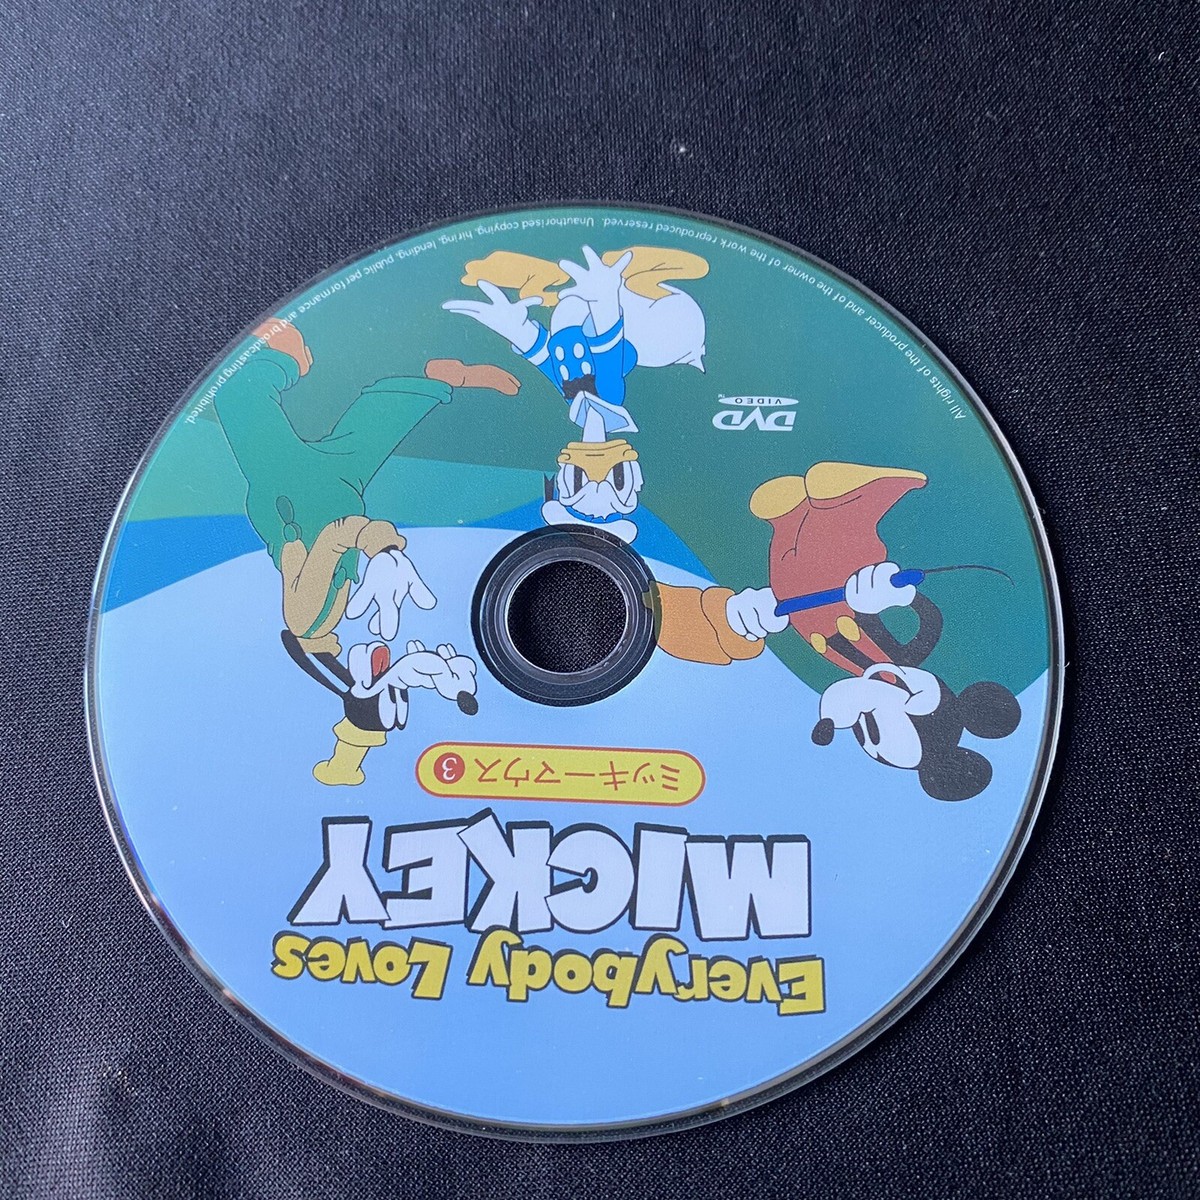 Everybody Loves
MICKEY
ミッキーマウス 3
DVD
VIDEO
TM
All rights of the producer and of the owner of the work reproduced reserved. Unauthorised copying, hiring, lending, public performance and broadcasting prohibited.